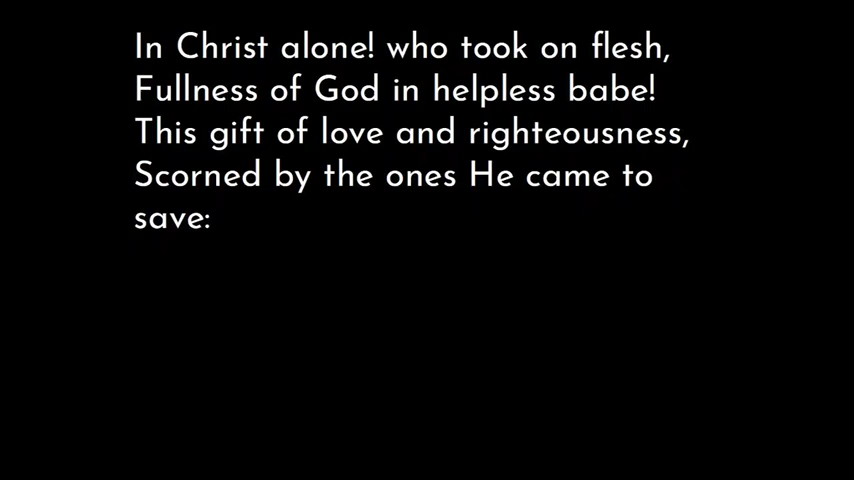 In Christ alone! who took on flesh,
Fullness of God in helpless babe!
This gift of love and righteousness,
Scorned by the ones He came to
save: